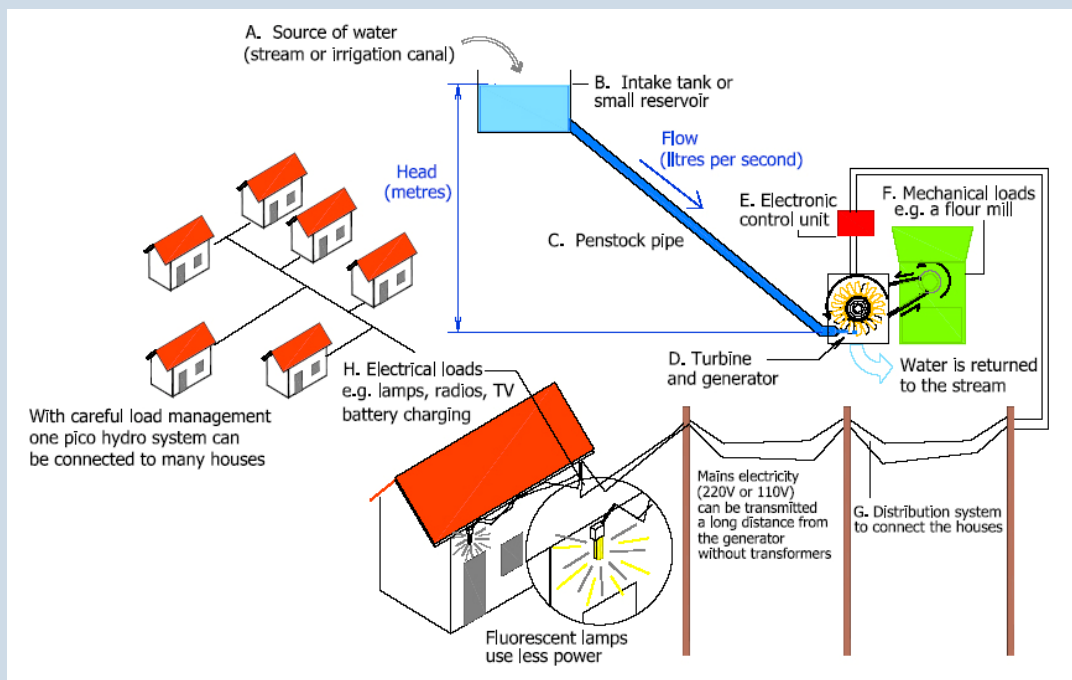 A. Source of water
(stream or irrigation canal)
B. Intake tank or
small reservoir
Flow
(litres per second)
Head
(metres)
E. Electronic
control unit
F. Mechanical loads
e.g. a flour mill
C. Penstock pipe
D. Turbine
and generator
Water is returned
to the stream
H. Electrical loads
e.g. lamps, radios, TV
battery charging
With careful load management
one pico hydro system can
be connected to many houses
Mains electricity
(220V or 110V)
can be transmitted
a long distance from
the generator
without transformers
G. Distribution system
to connect the houses
Fluorescent lamps
use less power